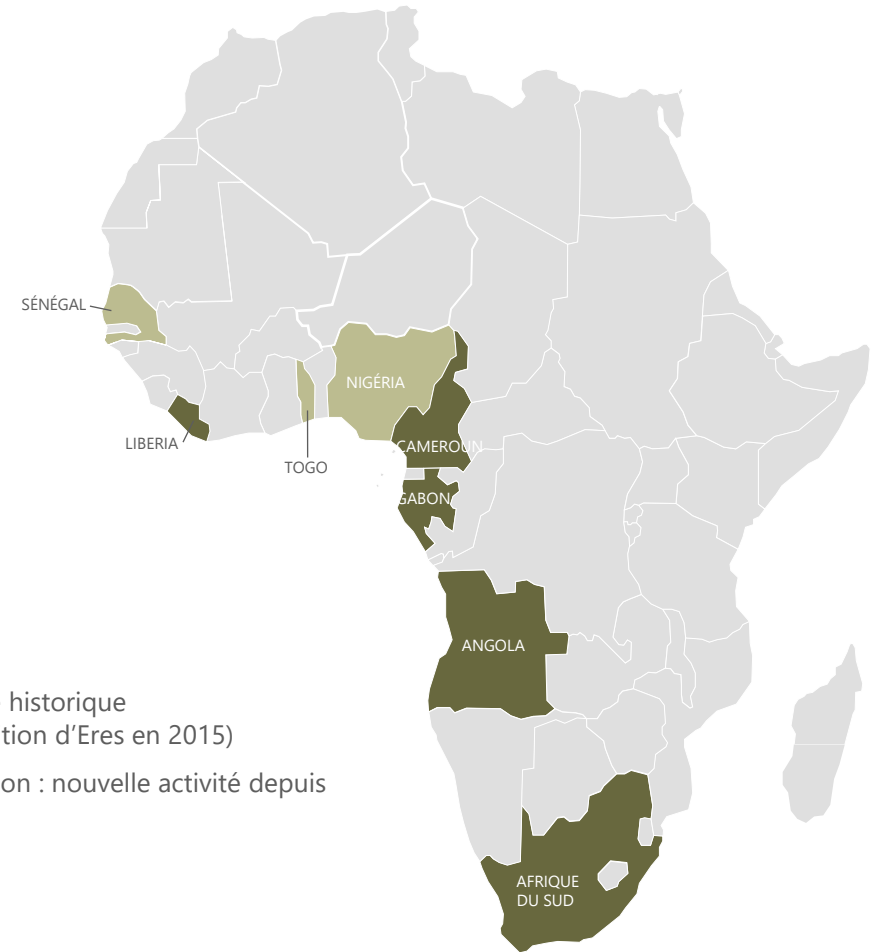 SÉNÉGAL
NIGÉRIA
LIBERIA
CAMEROUN
TOGO
GABON
ANGOLA
historique
tion d’Eres en 2015)
on : nouvelle activité depuis
AFRIQUE
DU SUD